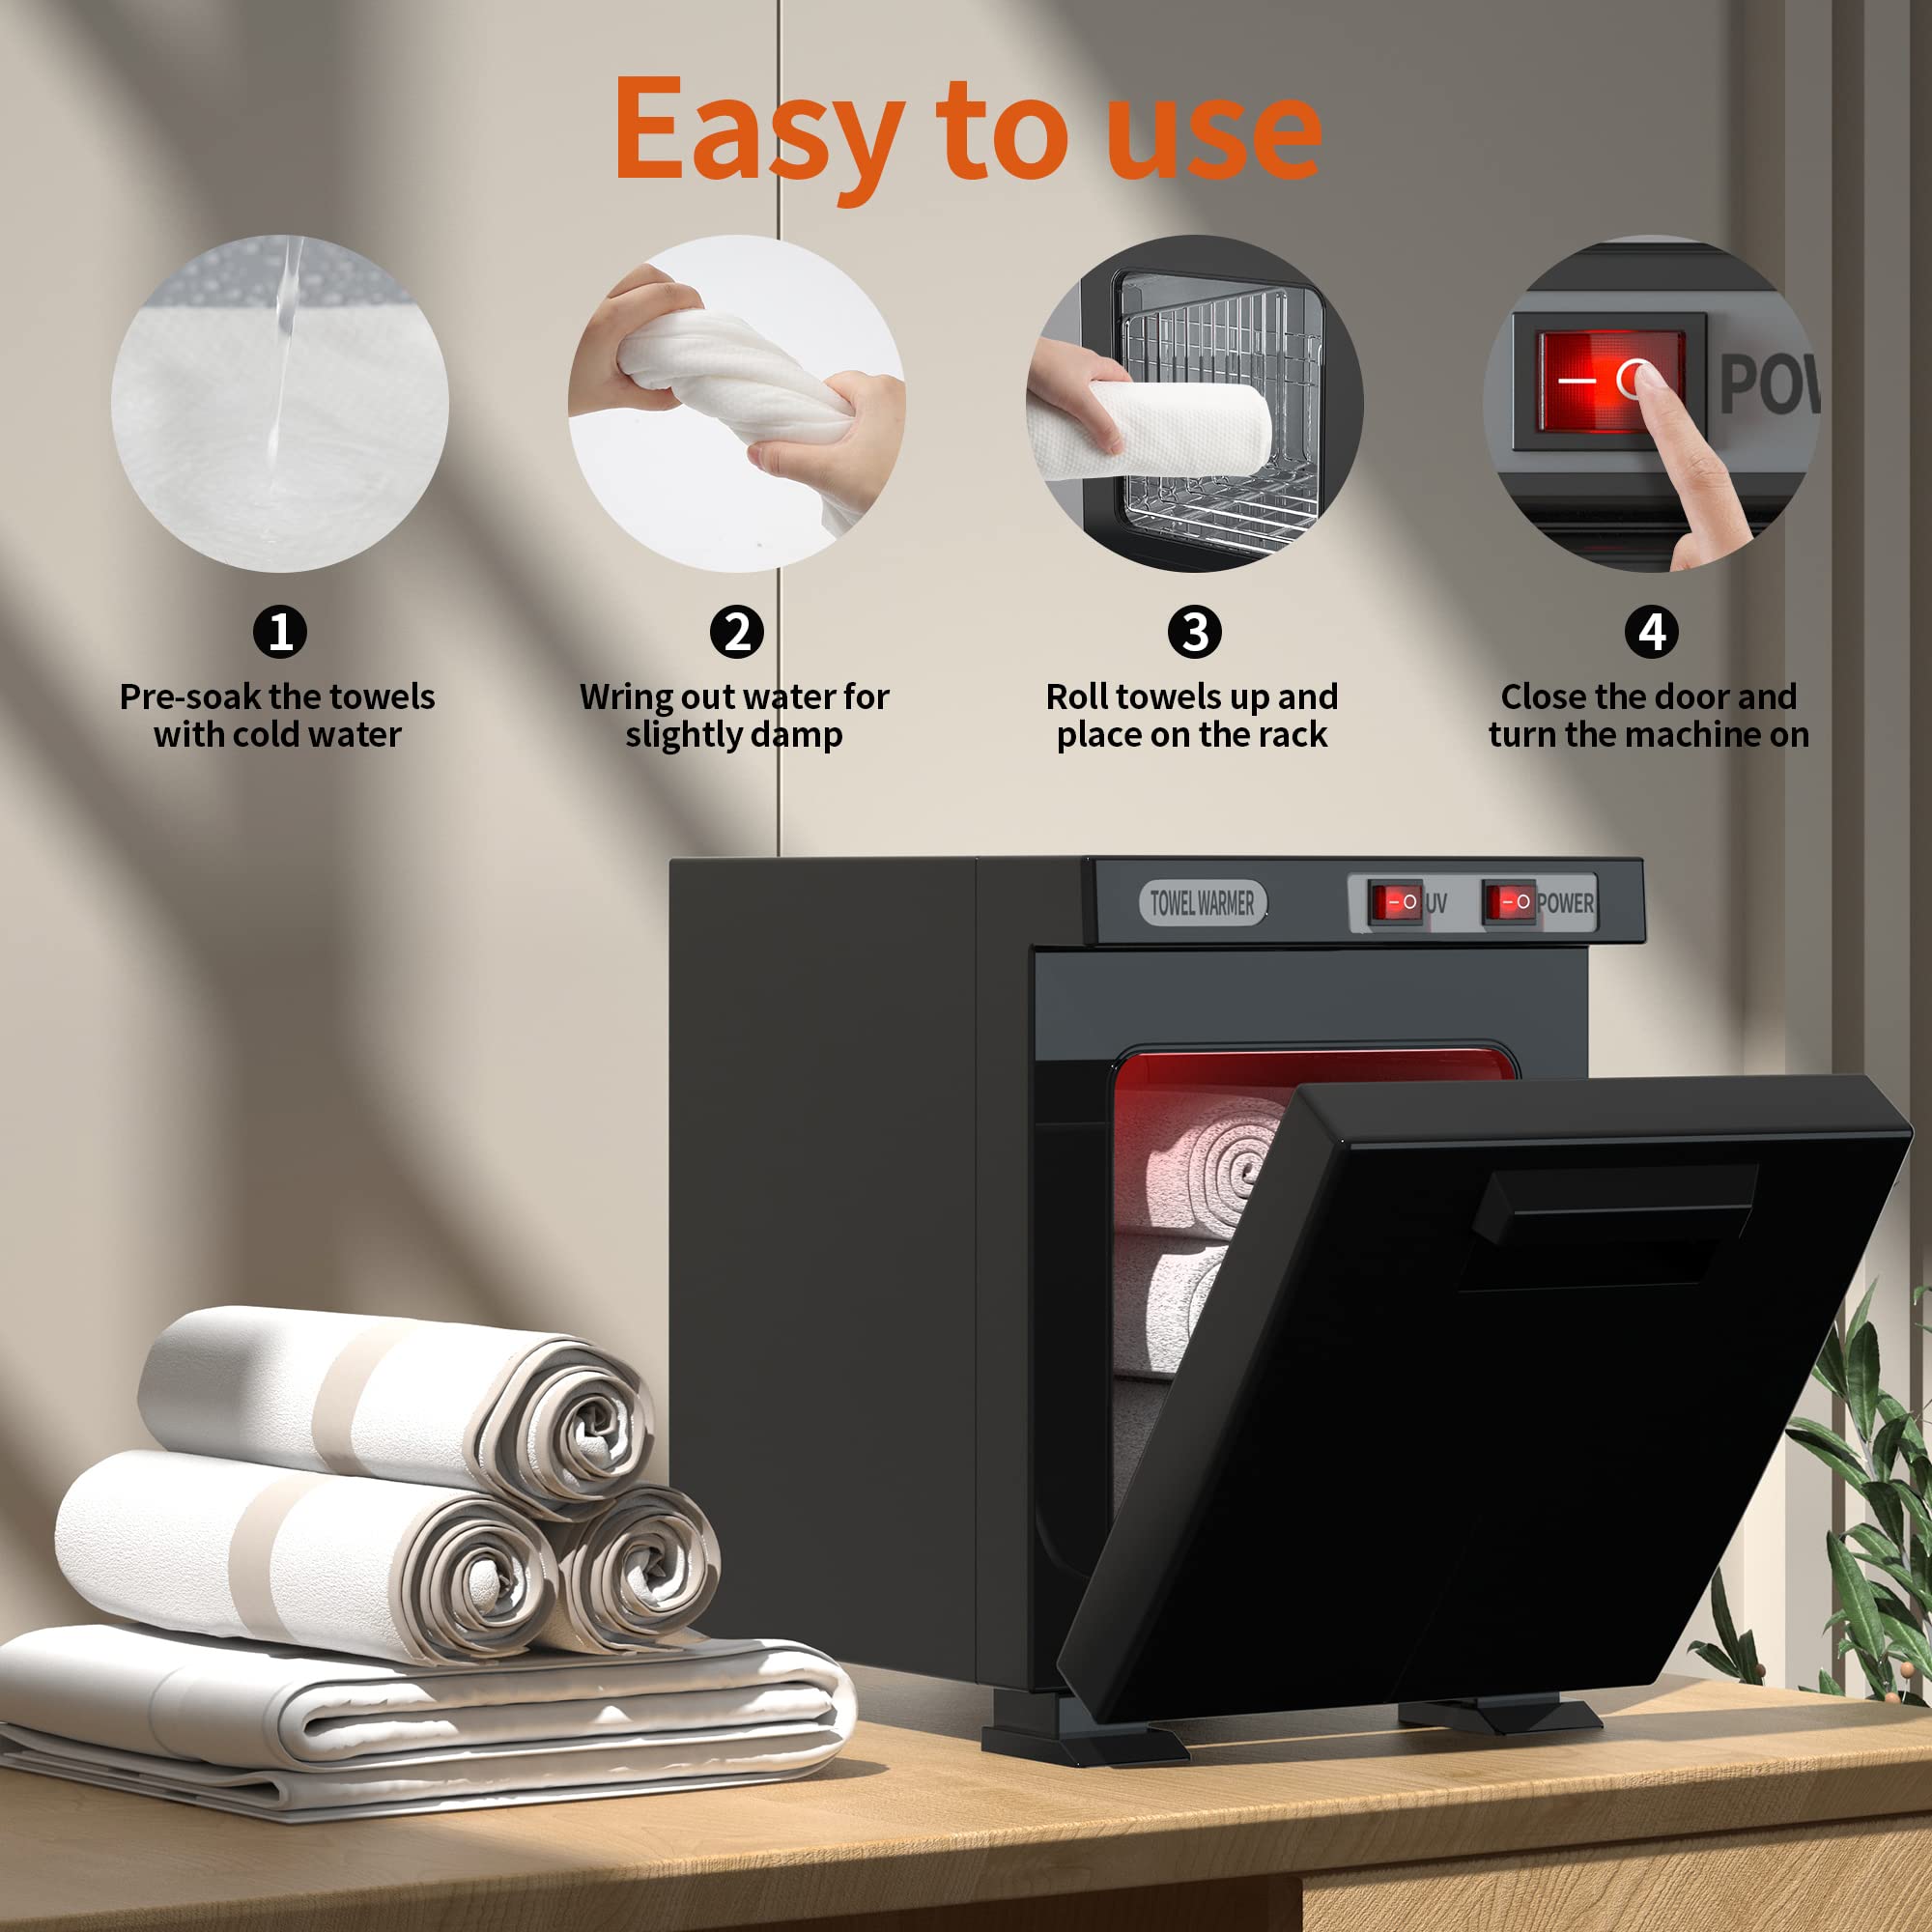 Easy to use
POW
1
2
3
4
Pre-soak the towels
with cold water
Wring out water for
slightly damp
Roll towels up and
place on the rack
Close the door and
turn the machine on
TOWEL WARMER
UV
POWER